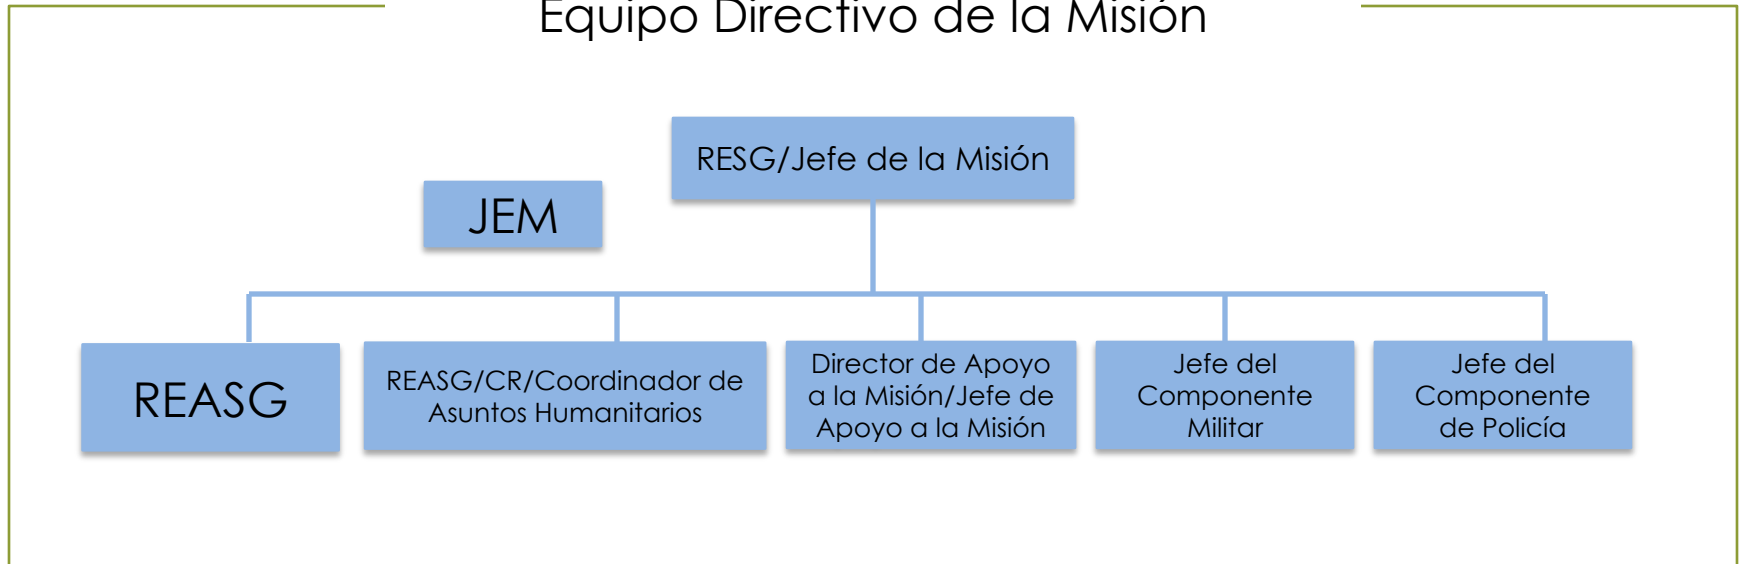 Equipo Directivo de la Misión
RESG/Jefe de la Misión
JEM
REASG
REASG/CR/Coordinador de
Asuntos Humanitarios
Director de Apoyo
a la Misión/Jefe de
Apoyo a la Misión
Jefe del
Componente
Militar
Jefe del
Componente
de Policía